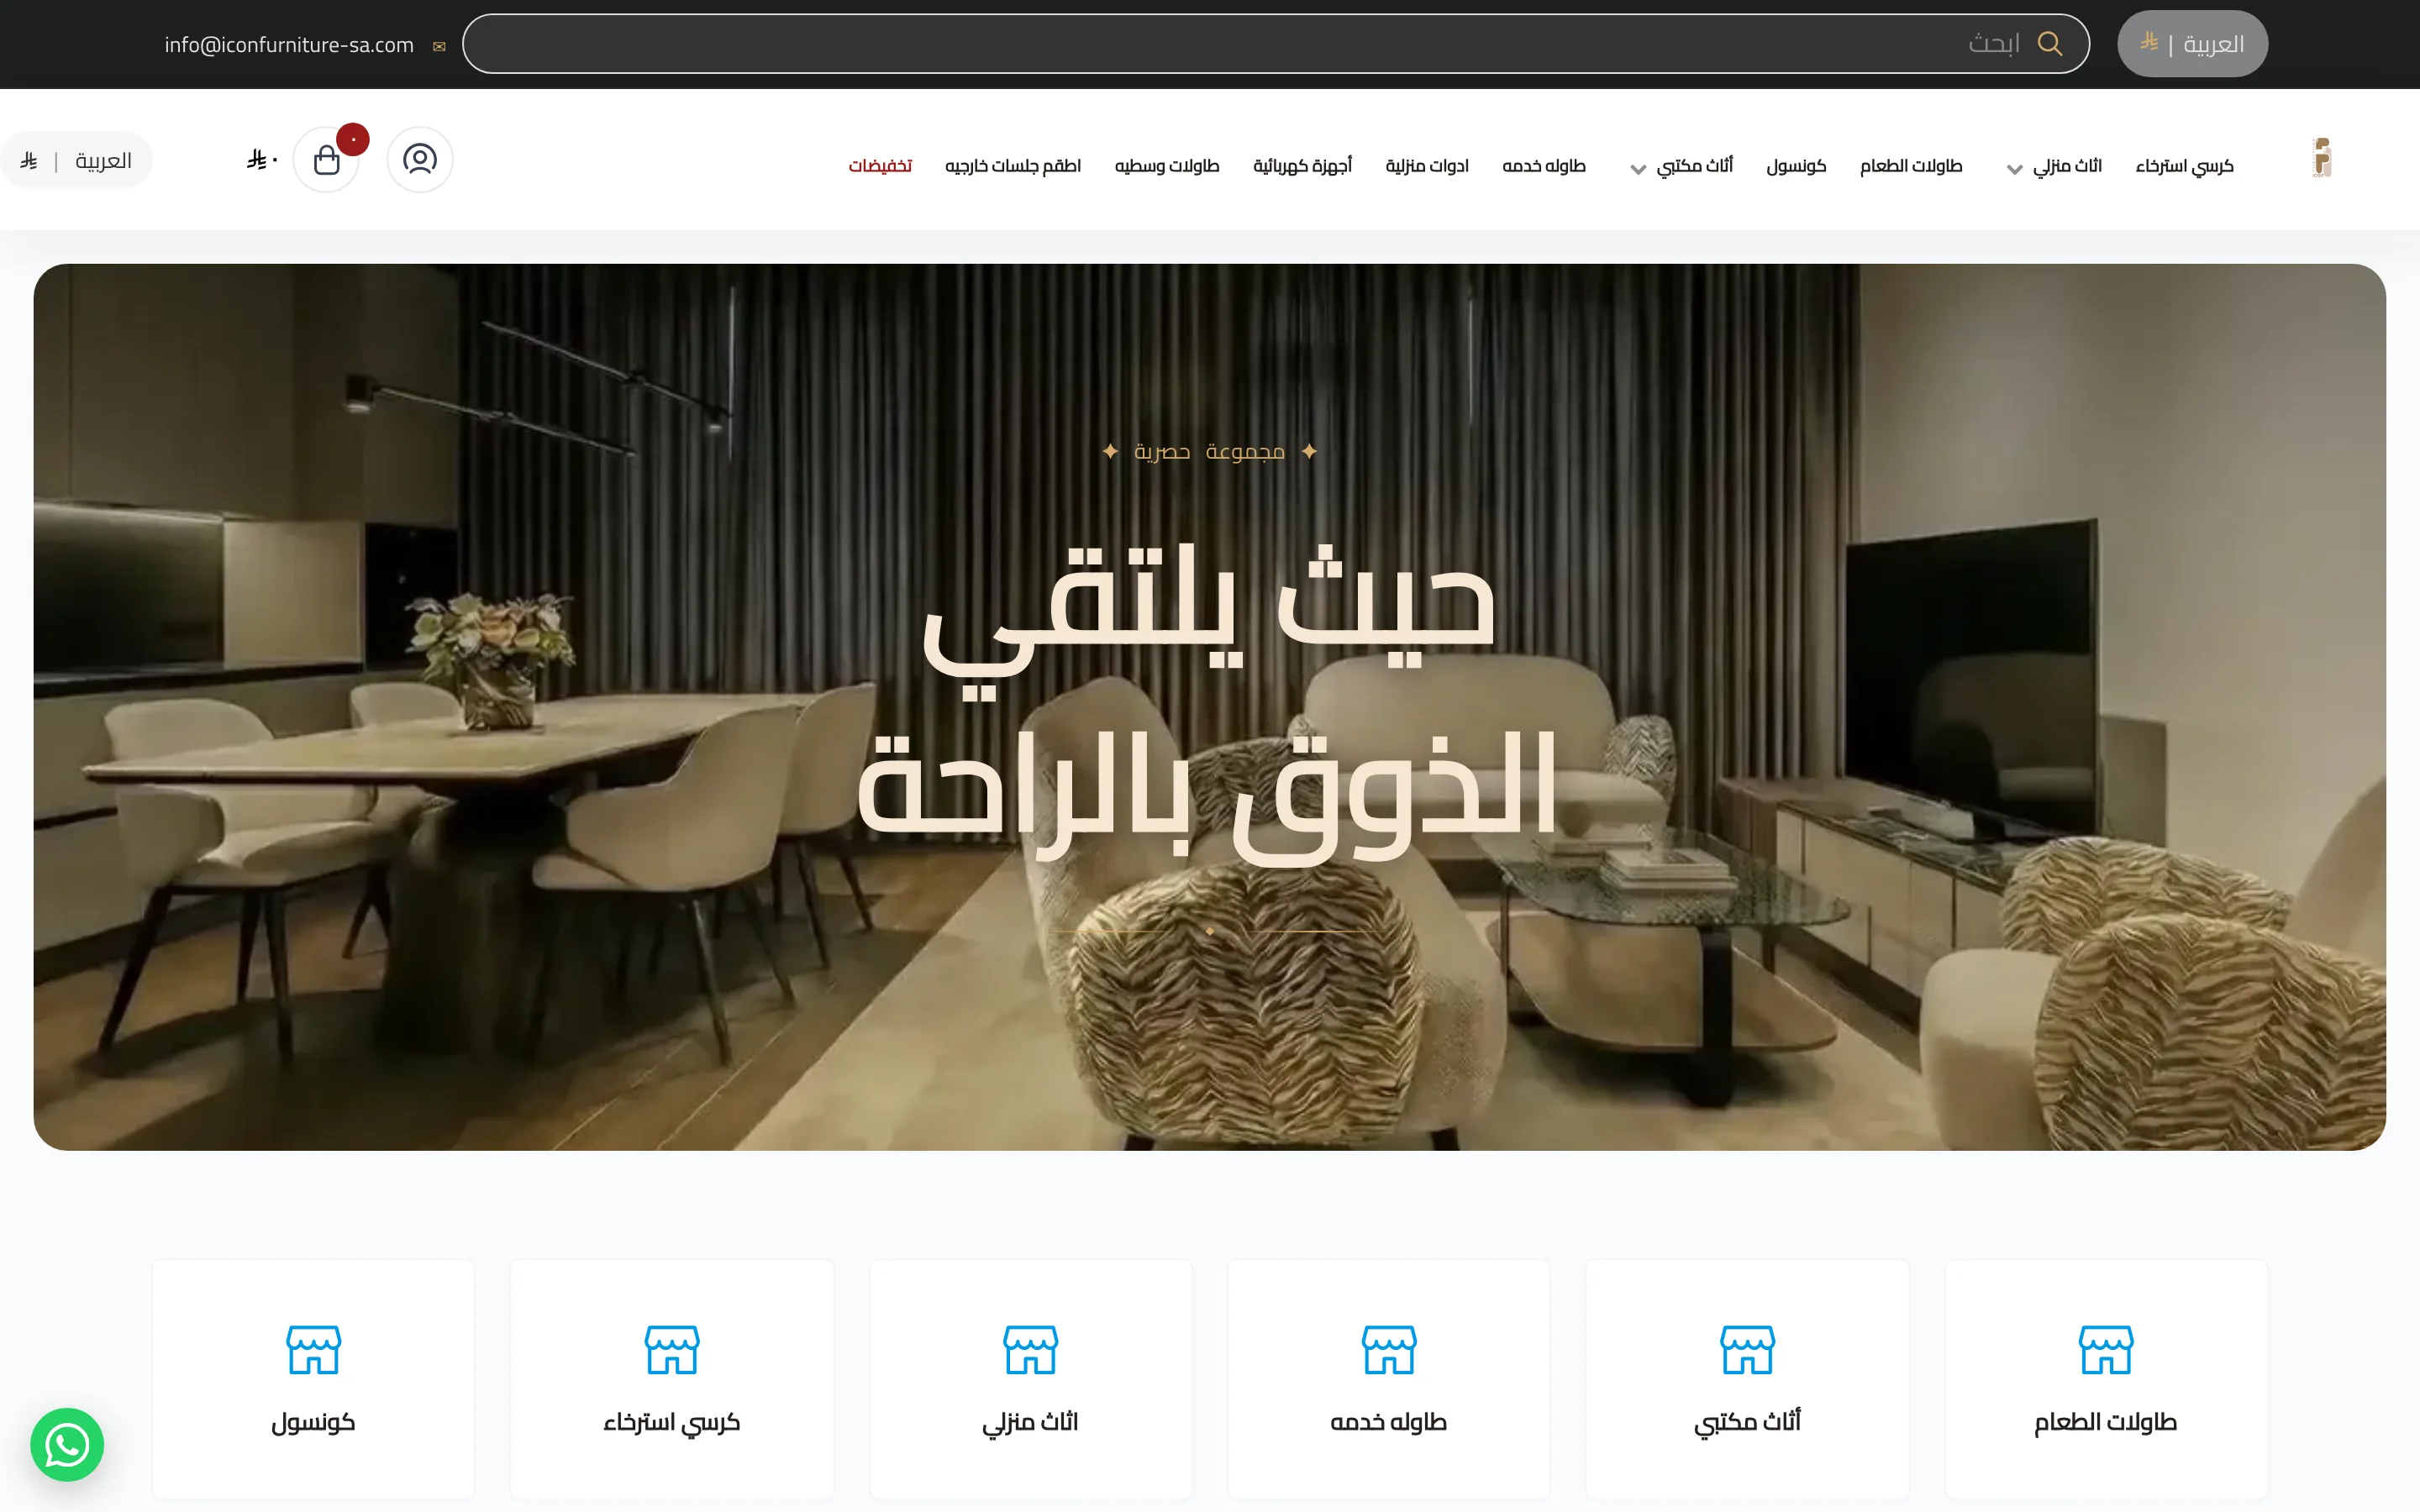 العربية | ⃁
ابحث
info@iconfurniture-sa.com
كرسي استرخاء
اثاث منزلي
طاولات الطعام
كونسول
أثاث مكتبي
طاوله خدمه
ادوات منزلية
أجهزة كهربائية
طاولات وسطيه
اطقم جلسات خارجيه
تخفيضات
٠
٠ ⃁
العربية | ⃁
مجموعة حصرية
حيث يلتقي
الذوق بالراحة
طاولات الطعام
أثاث مكتبي
طاوله خدمه
اثاث منزلي
كرسي استرخاء
كونسول